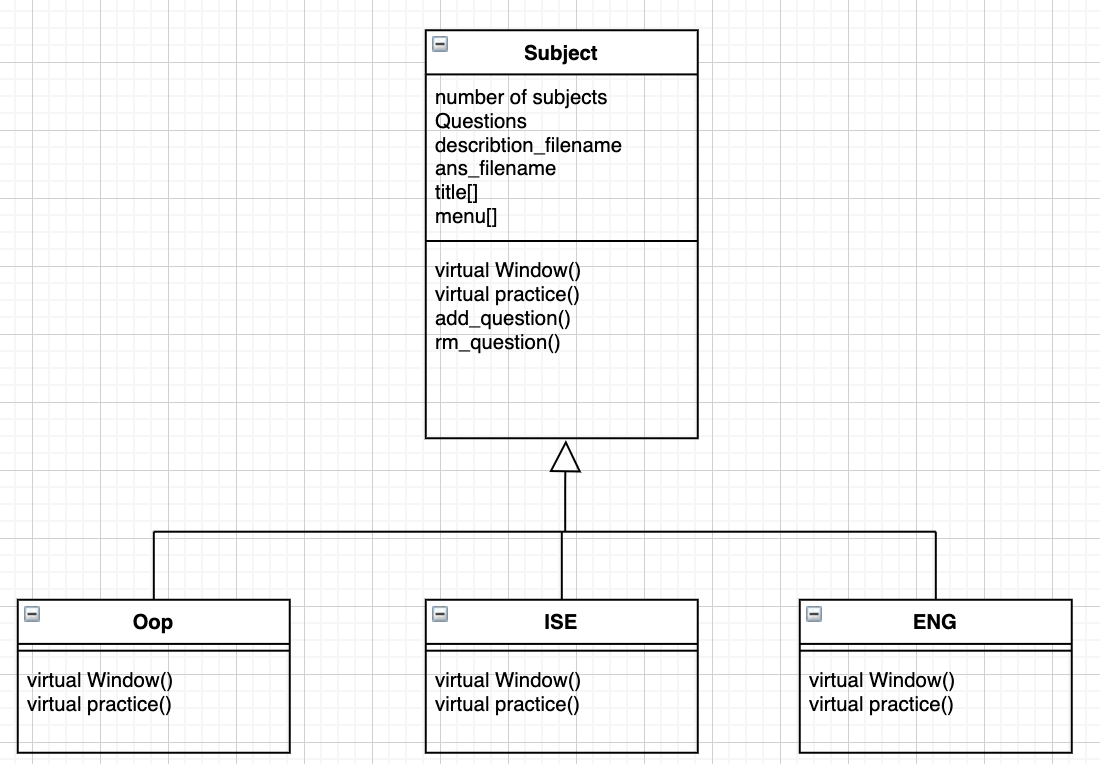 Subject
number of subjects
Questions
describtion_filename
ans_filename
title[]
menu[]
virtual Window()
virtual practice()
add_question()
rm_question()
Oop
virtual Window()
virtual practice()
ISE
virtual Window()
virtual practice()
ENG
virtual Window()
virtual practice()